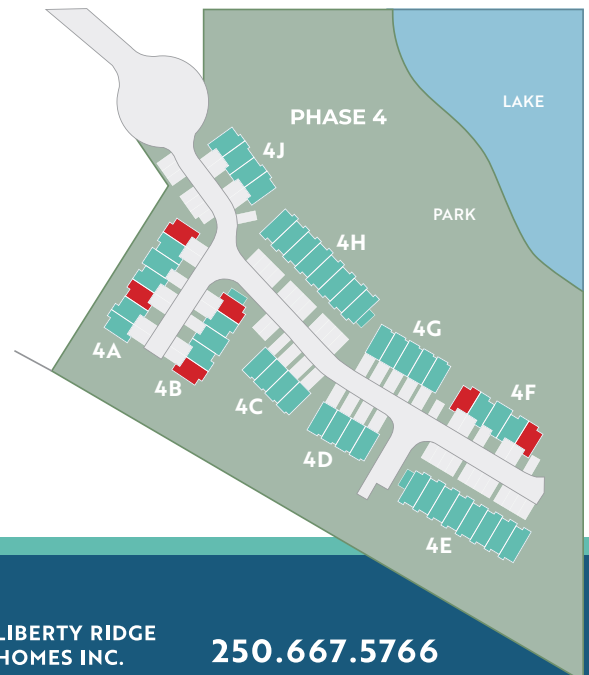 LAKE
PHASE 4
4J
PARK
4H
4G
4A
4B
4C
4F
4D
4E
LIBERTY RIDGE
HOMES INC.
250.667.5766